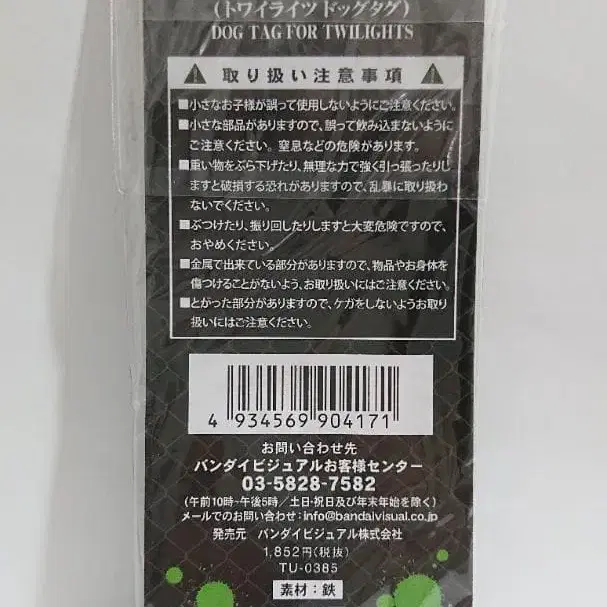 (トワイライツ ドッグタグ)
DOG TAG FOR TWILIGHTS
取り扱い注意事項
■小さなお子様が誤って使用しないようにご注意ください。
■小さな部品がありますので、誤って飲み込まないように
ご注意ください。窒息などの危険があります。
■重い物をぶら下げたり、無理な力で強く引っ張ったりし
ますと破損する恐れがありますので、乱暴に取り扱わ
ないでください。
■ぶつけたり、振り回したりしますと大変危険ですので、
おやめください。
■金属で出来ている部分がありますので、物品やお身体を
傷つけることがないよう、お取り扱いにはご注意ください。
■とがった部分がありますので、ケガをしないようお取り
扱いにはご注意ください。
4 934569 904171
お問い合わせ先
バンダイビジュアルお客様センター
03-5828-7582
(午前10時~午後5時/土日・祝日及び年末年始を除く)
メールでのお問い合わせ:info@bandaivisual.co.jp
発売元 バンダイビジュアル株式会社
1,852円(税抜)
TU-0385
素材:鉄